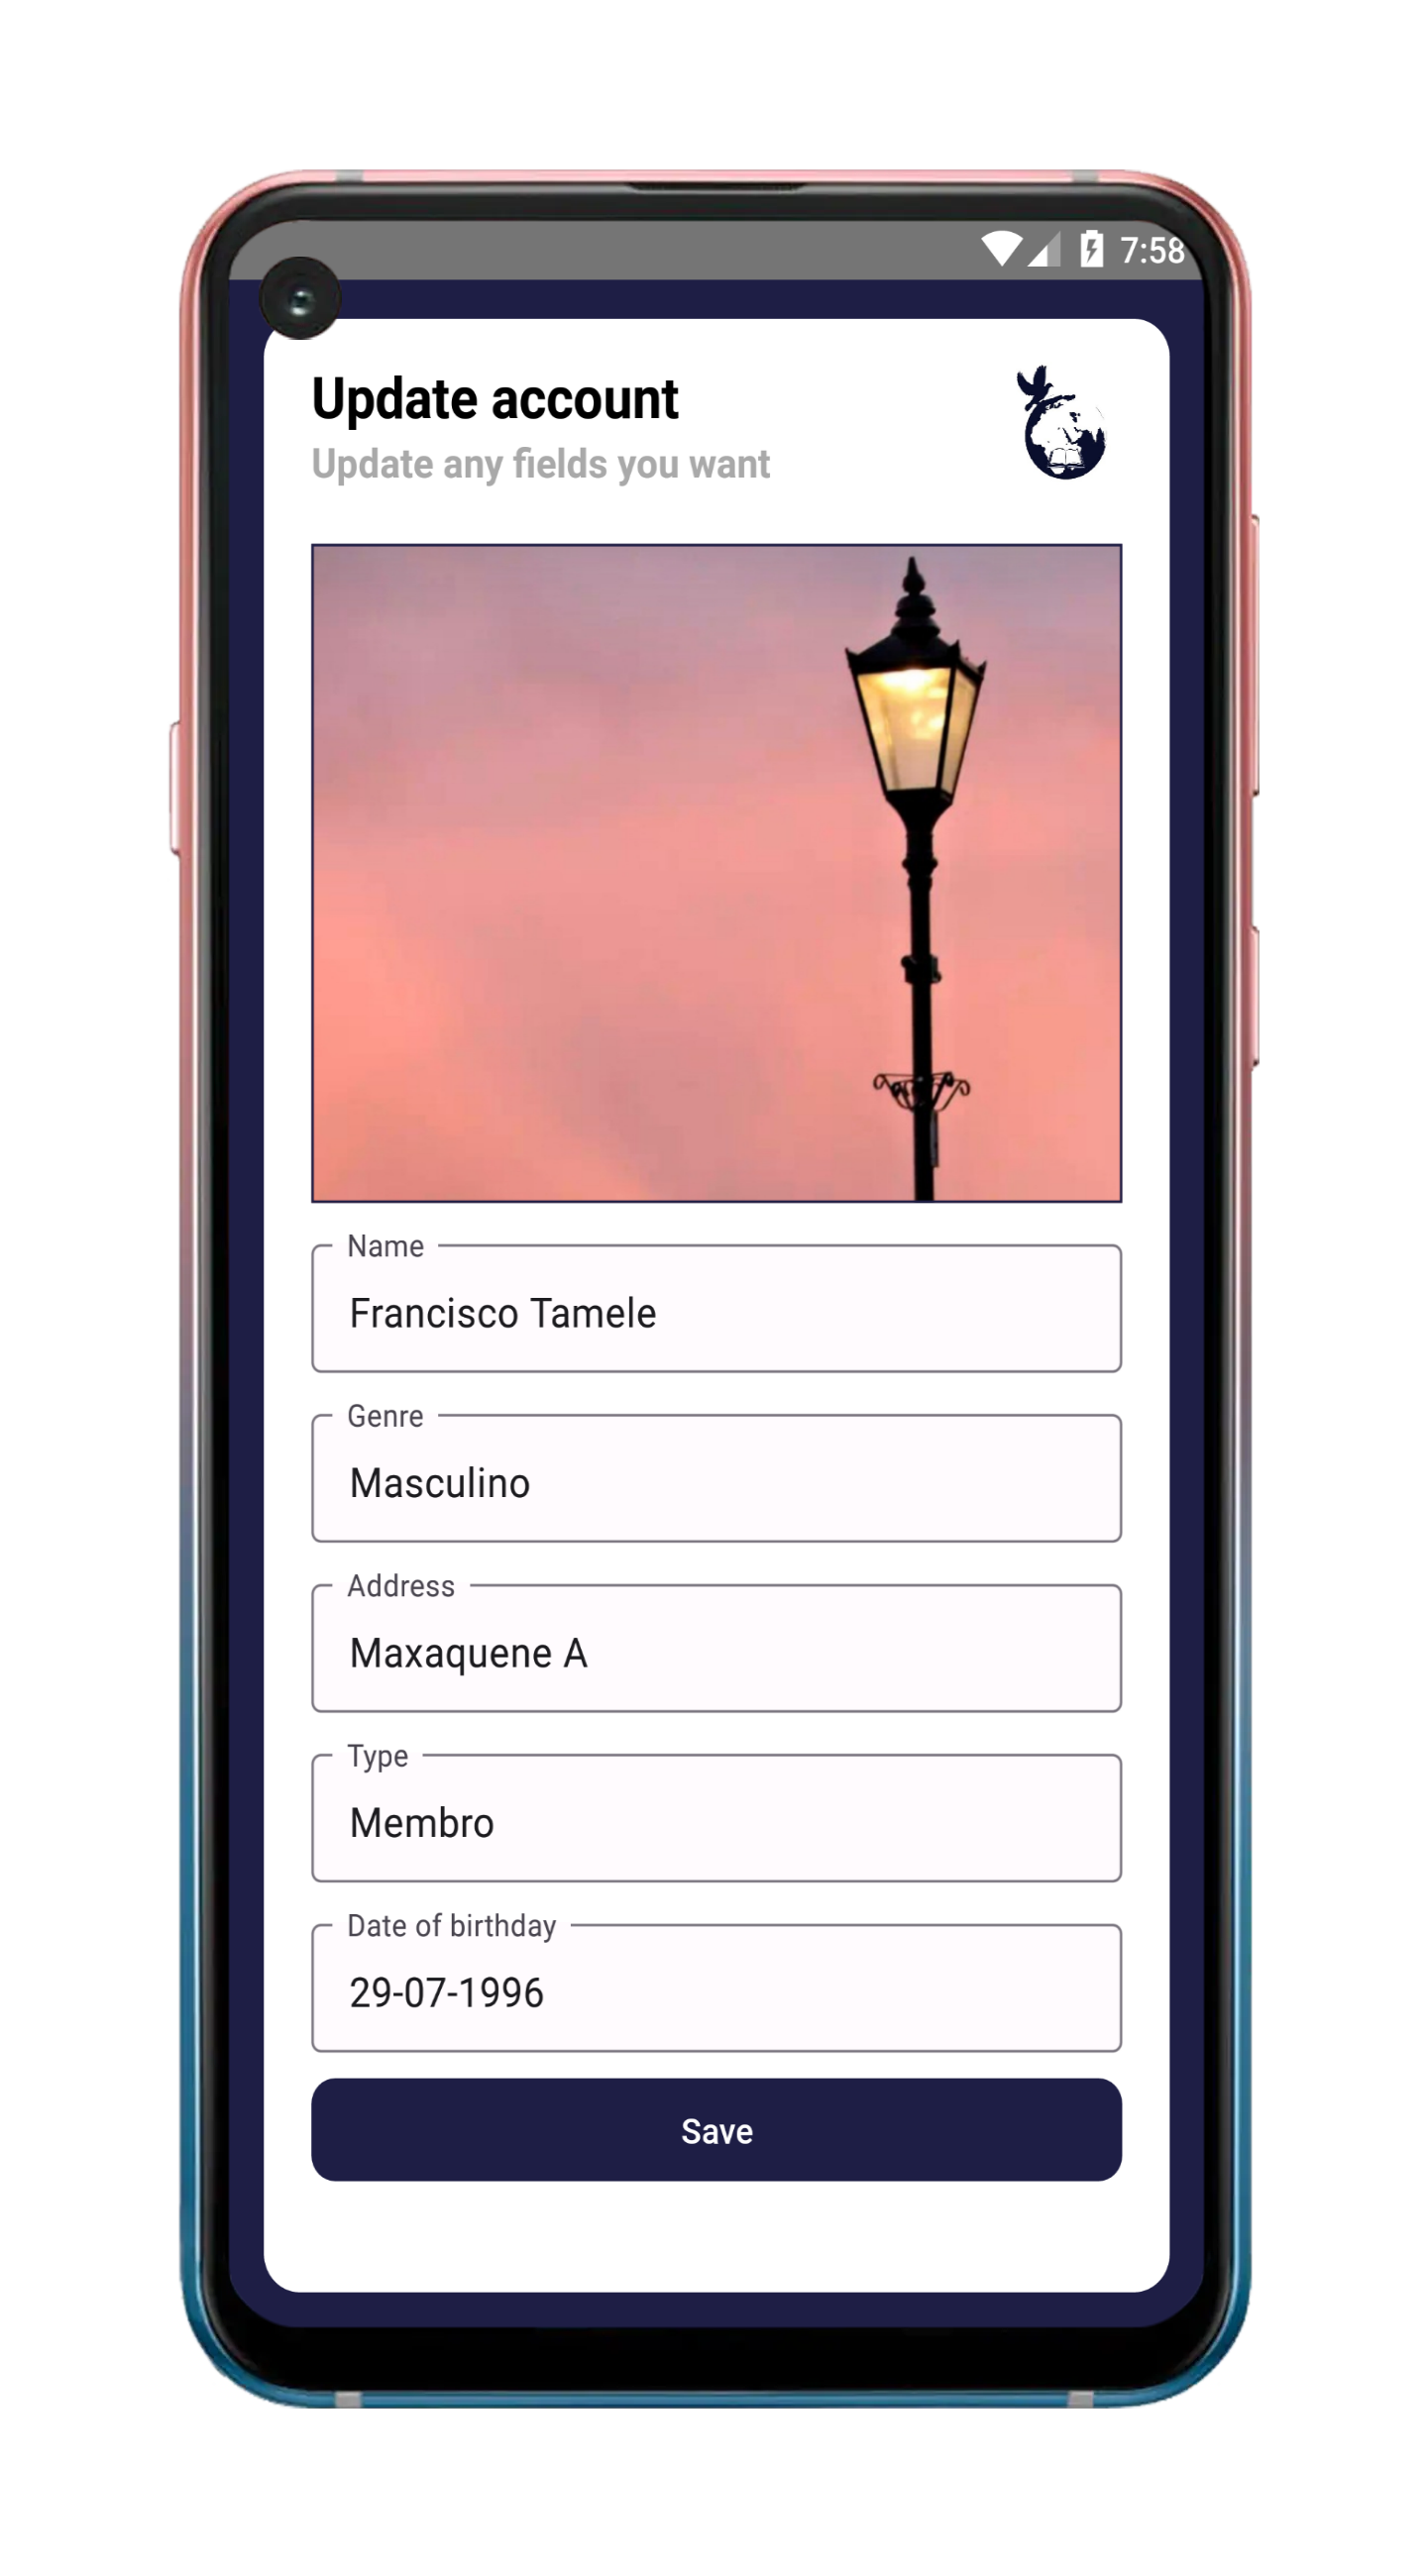 7:58
Update account
Update any fields you want
Name
Francisco Tamele
Genre
Masculino
Address
Maxaquene A
Type
Membro
Date of birthday
29-07-1996
Save